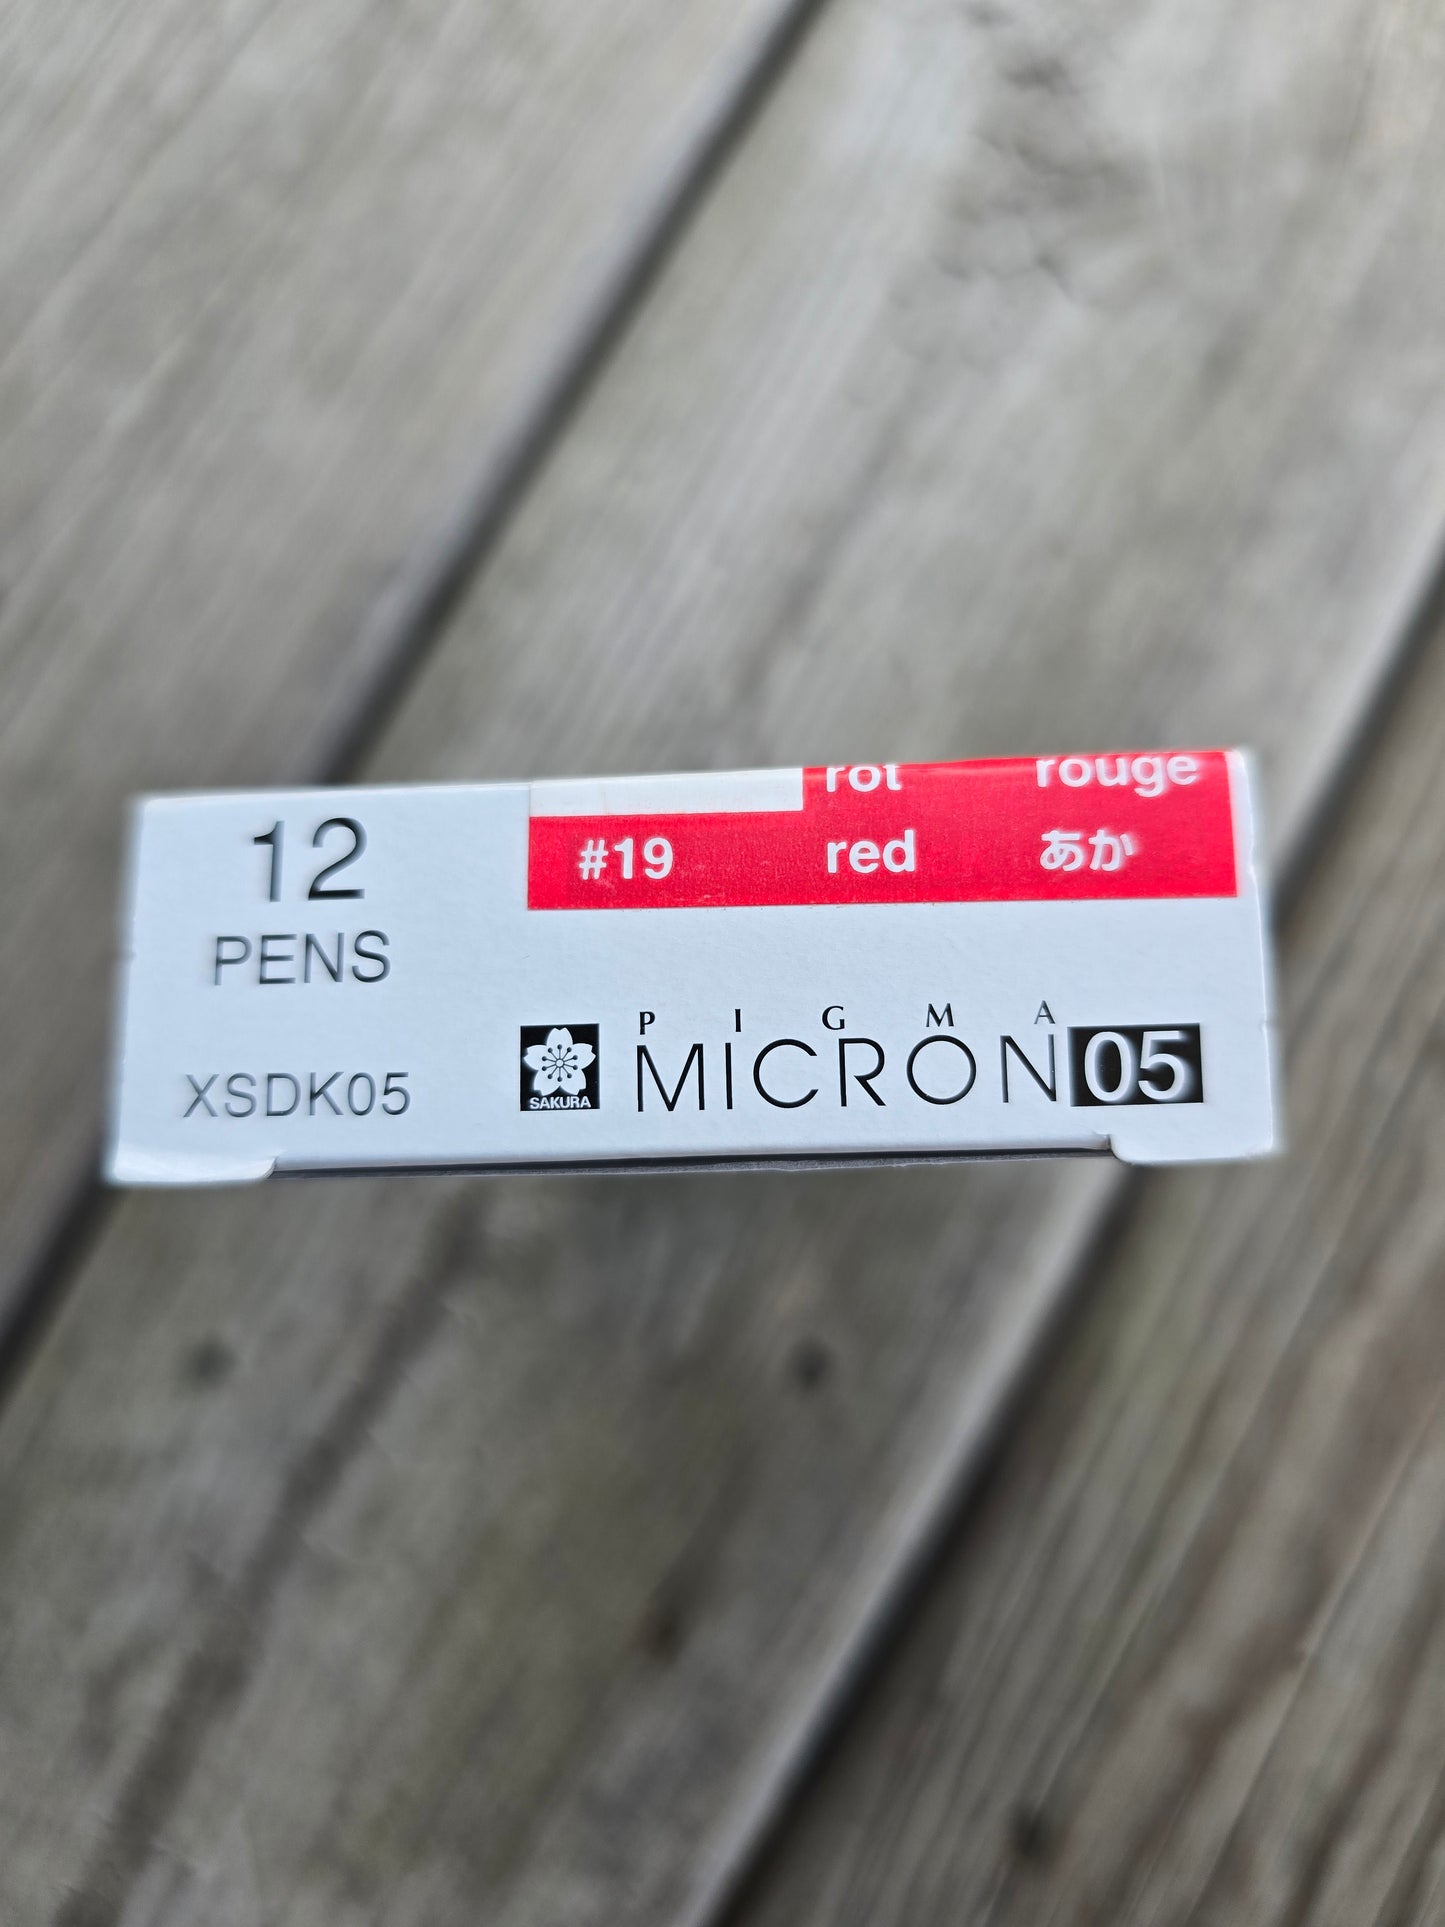 12
PENS
XSDK05
rot rouge
#19 red あか
SAKURA
PIGMA
MICRON 05